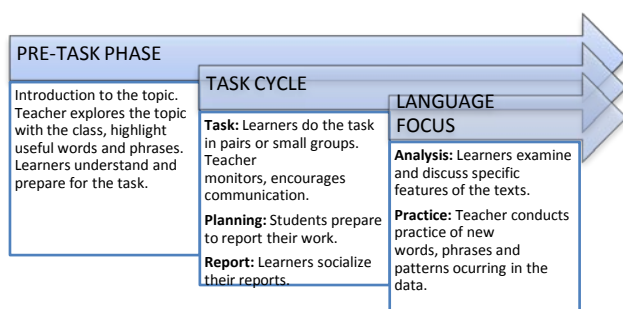 PRE-TASK PHASE
Introduction to the topic.
Teacher explores the topic
with the class, highlight
useful words and phrases.
Learners understand and
prepare for the task.
TASK CYCLE
Task: Learners do the task
in pairs or small groups.
Teacher
monitors, encourages
communication.
Planning: Students prepare
to report their work.
Report: Learners socialize
their reports.
LANGUAGE
FOCUS
Analysis: Learners examine
and discuss specific
features of the texts.
Practice: Teacher conducts
practice of new
words, phrases and
patterns ocurring in the
data.